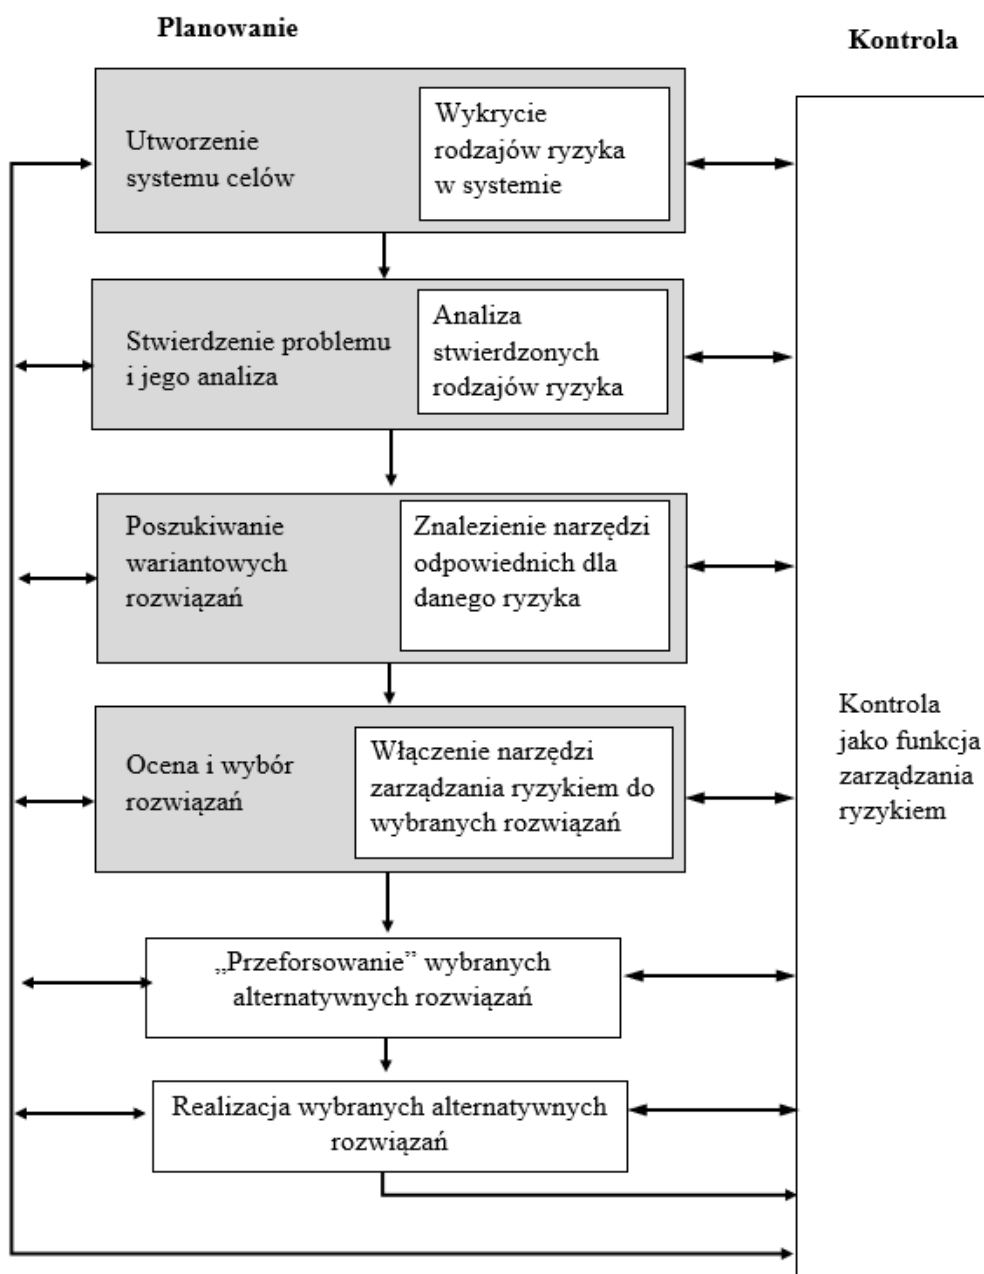 Planowanie
Kontrola
Utworzenie
systemu celów
Wykrycie
rodzajów ryzyka
w systemie
Stwierdzenie problemu
i jego analiza
Analiza
stwierdzonych
rodzajów ryzyka
Poszukiwanie
wariantowych
rozwiązań
Znalezienie narzędzi
odpowiednich dla
danego ryzyka
Ocena i wybór
rozwiązań
Włączenie narzędzi
zarządzania ryzykiem do
wybranych rozwiązań
Kontrola
jako funkcja
zarządzania
ryzykiem
„Przeforsowanie” wybranych
alternatywnych rozwiązań
Realizacja wybranych alternatywnych
rozwiązań